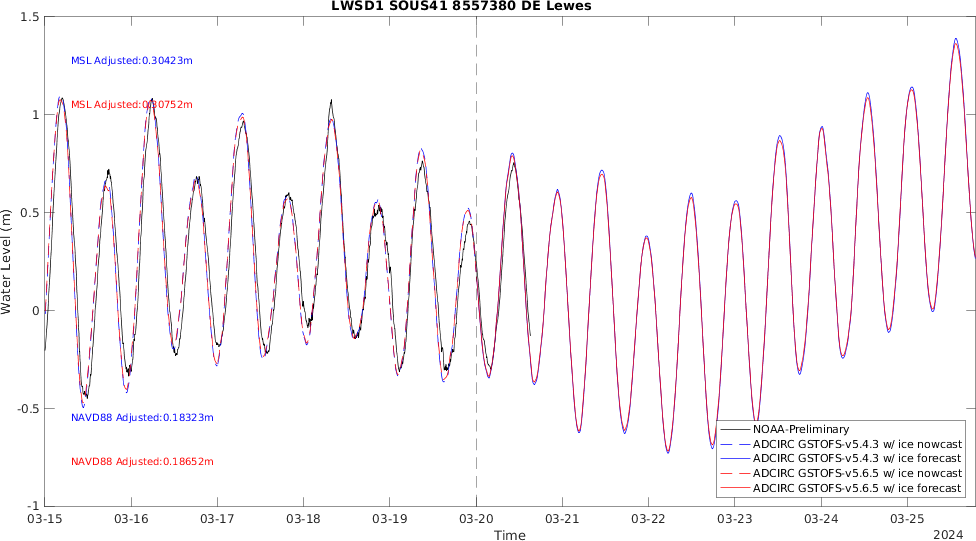 LWSD1 SOUS41 8557380 DE Lewes
1.5
1
0.5
0
-0.5
-1
Water Level (m)
MSL Adjusted:0.30423m
MSL Adjusted:0.30752m
NAVD88 Adjusted:0.18323m
NAVD88 Adjusted:0.18652m
NOAA-Preliminary
ADCIRC GSTOFS-v5.4.3 w/ ice nowcast
ADCIRC GSTOFS-v5.4.3 w/ ice forecast
ADCIRC GSTOFS-v5.6.5 w/ ice nowcast
ADCIRC GSTOFS-v5.6.5 w/ ice forecast
03-15 03-16 03-17 03-18 03-19 03-20 03-21 03-22 03-23 03-24 03-25
Time
2024